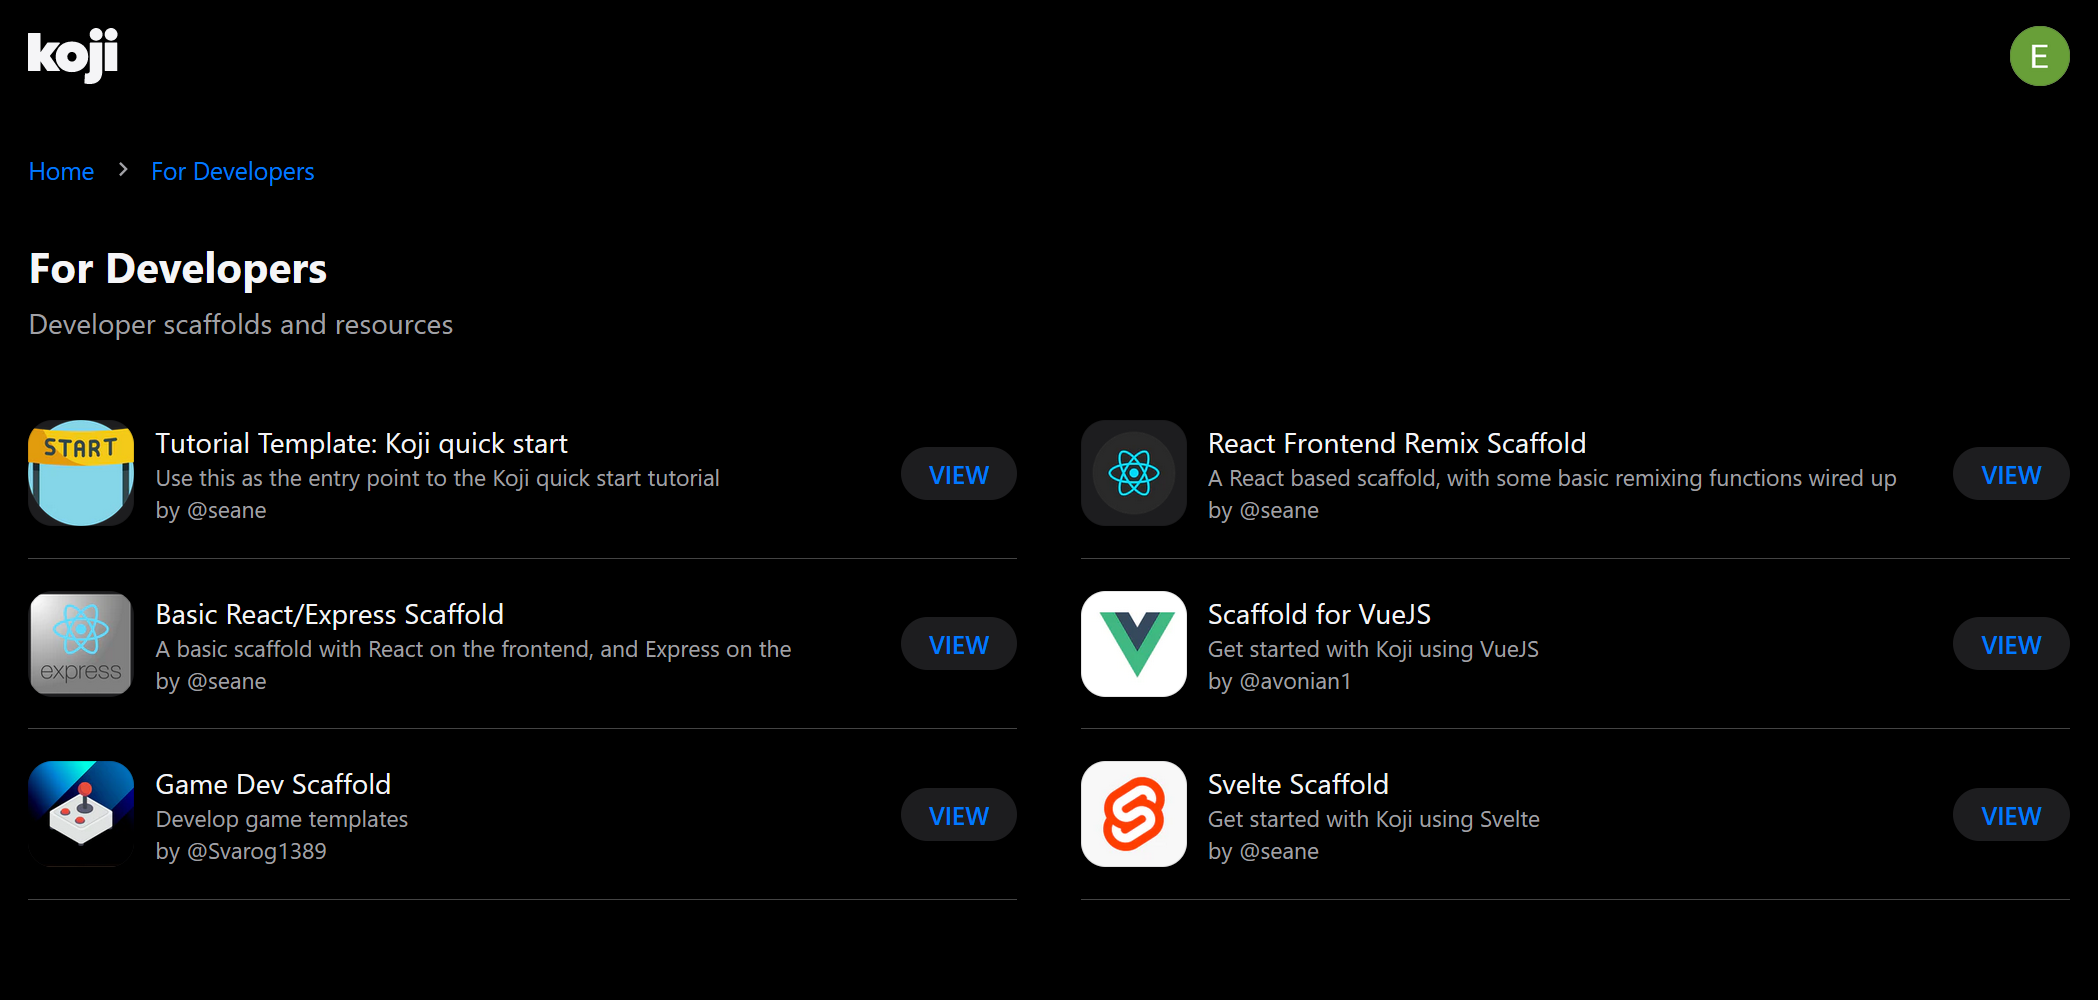 koji
E
Home > For Developers
For Developers
Developer scaffolds and resources
START
Tutorial Template: Koji quick start
Use this as the entry point to the Koji quick start tutorial
by @seane
VIEW
React Frontend Remix Scaffold
A React based scaffold, with some basic remixing functions wired up
by @seane
VIEW
express
Basic React/Express Scaffold
A basic scaffold with React on the frontend, and Express on the
by @seane
VIEW
Scaffold for VueJS
Get started with Koji using VueJS
by @avonian1
VIEW
Game Dev Scaffold
Develop game templates
by @Svarog1389
VIEW
Svelte Scaffold
Get started with Koji using Svelte
by @seane
VIEW